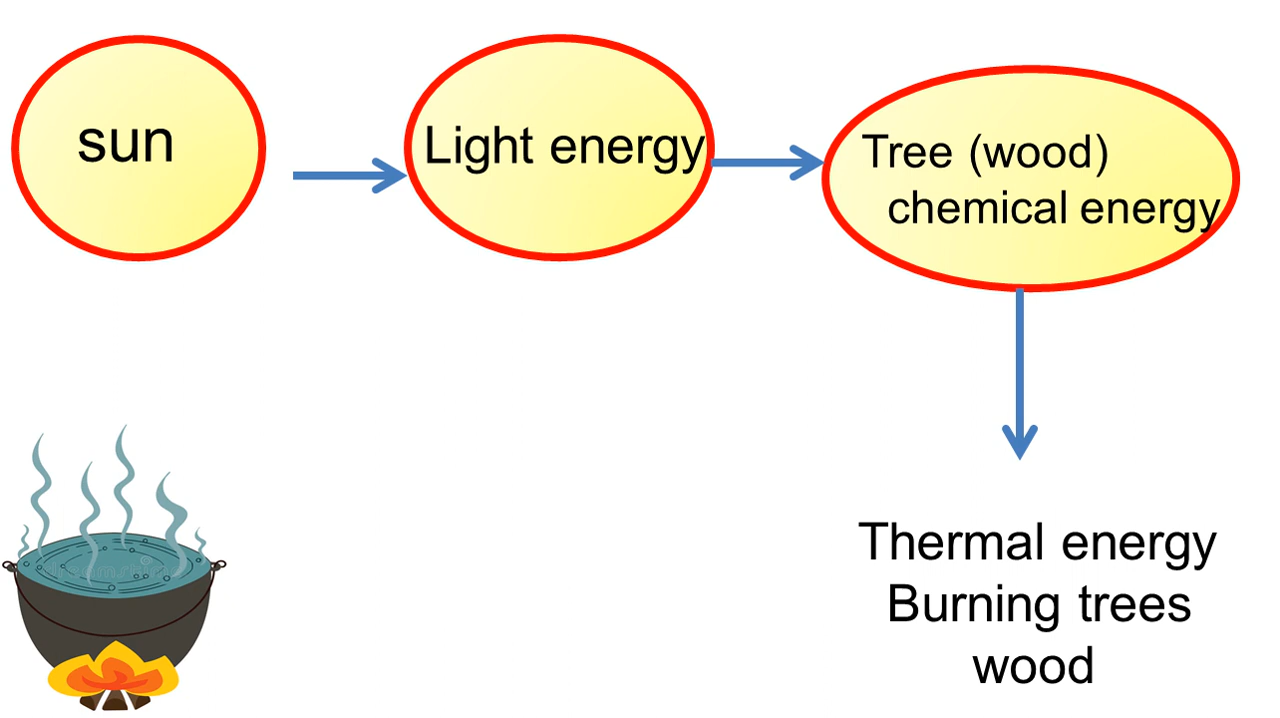 sun
Light energy
Tree (wood)
chemical energy
Thermal energy
Burning trees
wood